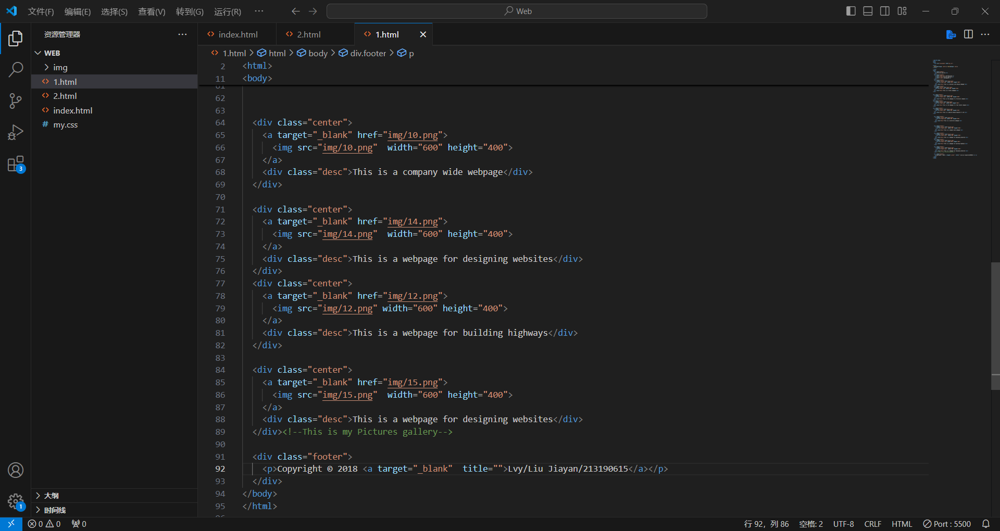 文件(F) 编辑(E) 选择(S) 查看(V) 转到(G) 运行(R) ··· Web
资源管理器 ···
index.html 2.html 1.html
WEB
img
1.html
2.html
index.html
my.css
大纲
时间线
1.html > html > body > div.footer > p
2 <html>
11 <body>
61
62
63
64 <div class="center">
65 <a target="_blank" href="img/10.png">
66 <img src="img/10.png"  width="600" height="400">
67 </a>
68 <div class="desc">This is a company wide webpage</div>
69 </div>
70
71 <div class="center">
72 <a target="_blank" href="img/14.png">
73 <img src="img/14.png"  width="600" height="400">
74 </a>
75 <div class="desc">This is a webpage for designing websites</div>
76 </div>
77 <div class="center">
78 <a target="_blank" href="img/12.png">
79 <img src="img/12.png" width="600" height="400">
80 </a>
81 <div class="desc">This is a webpage for building highways</div>
82 </div>
83
84 <div class="center">
85 <a target="_blank" href="img/15.png">
86 <img src="img/15.png"  width="600" height="400">
87 </a>
88 <div class="desc">This is a webpage for designing websites</div>
89 </div><!--This is my Pictures gallery-->
90
91 <div class="footer">
92 <p>Copyright © 2018 <a target="_blank"  title="">Lvy/Liu Jiayan/213190615</a></p>
93 </div>
94 </body>
95 </html>
3
1
0 0 0 行 92，列 86 空格: 2 UTF-8 CRLF HTML Port : 5500